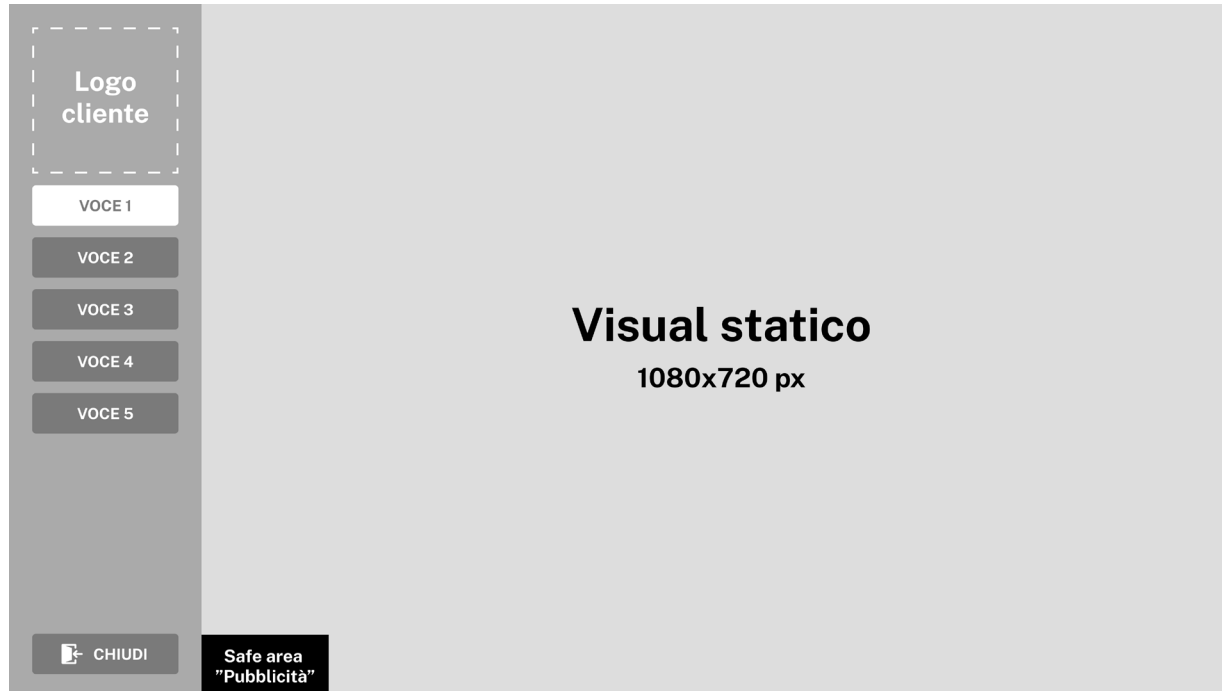 Logo
cliente
VOCE 1
VOCE 2
VOCE 3
VOCE 4
VOCE 5
CHIUDI
Visual statico
1080x720 px
Safe area
”Pubblicità”